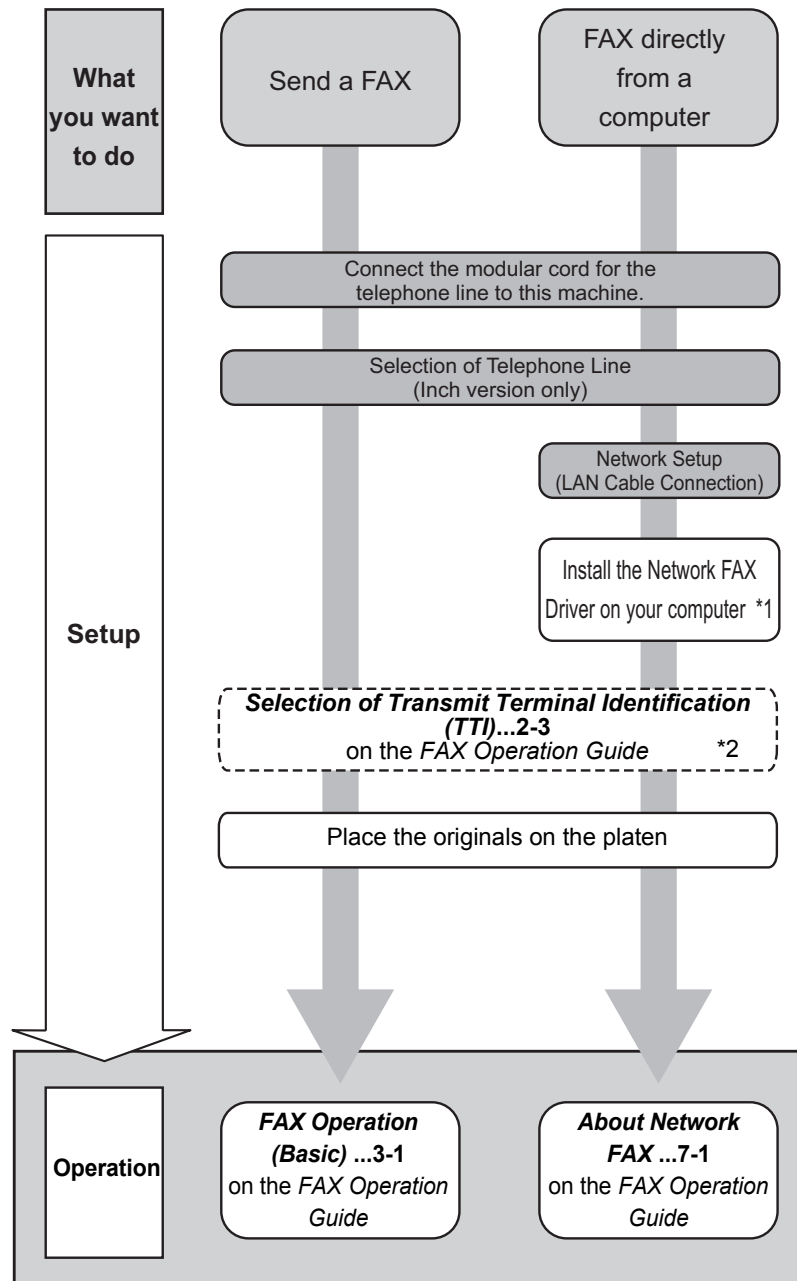 What
you want
to do
Send a FAX
FAX directly
from a
computer
Connect the modular cord for the
telephone line to this machine.
Selection of Telephone Line
(Inch version only)
Network Setup
(LAN Cable Connection)
Install the Network FAX
Driver on your computer *1
Setup
Selection of Transmit Terminal Identification
(TTI)...2-3
on the FAX Operation Guide *2
Place the originals on the platen
Operation
FAX Operation
(Basic) ...3-1
on the FAX Operation
Guide
About Network
FAX ...7-1
on the FAX Operation
Guide